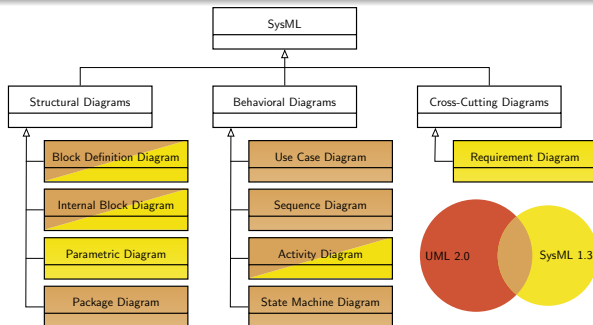 SysML
Structural Diagrams
Behavioral Diagrams
Cross-Cutting Diagrams
Block Definition Diagram
Use Case Diagram
Requirement Diagram
Internal Block Diagram
Sequence Diagram
Parametric Diagram
Activity Diagram
UML 2.0
SysML 1.3
Package Diagram
State Machine Diagram